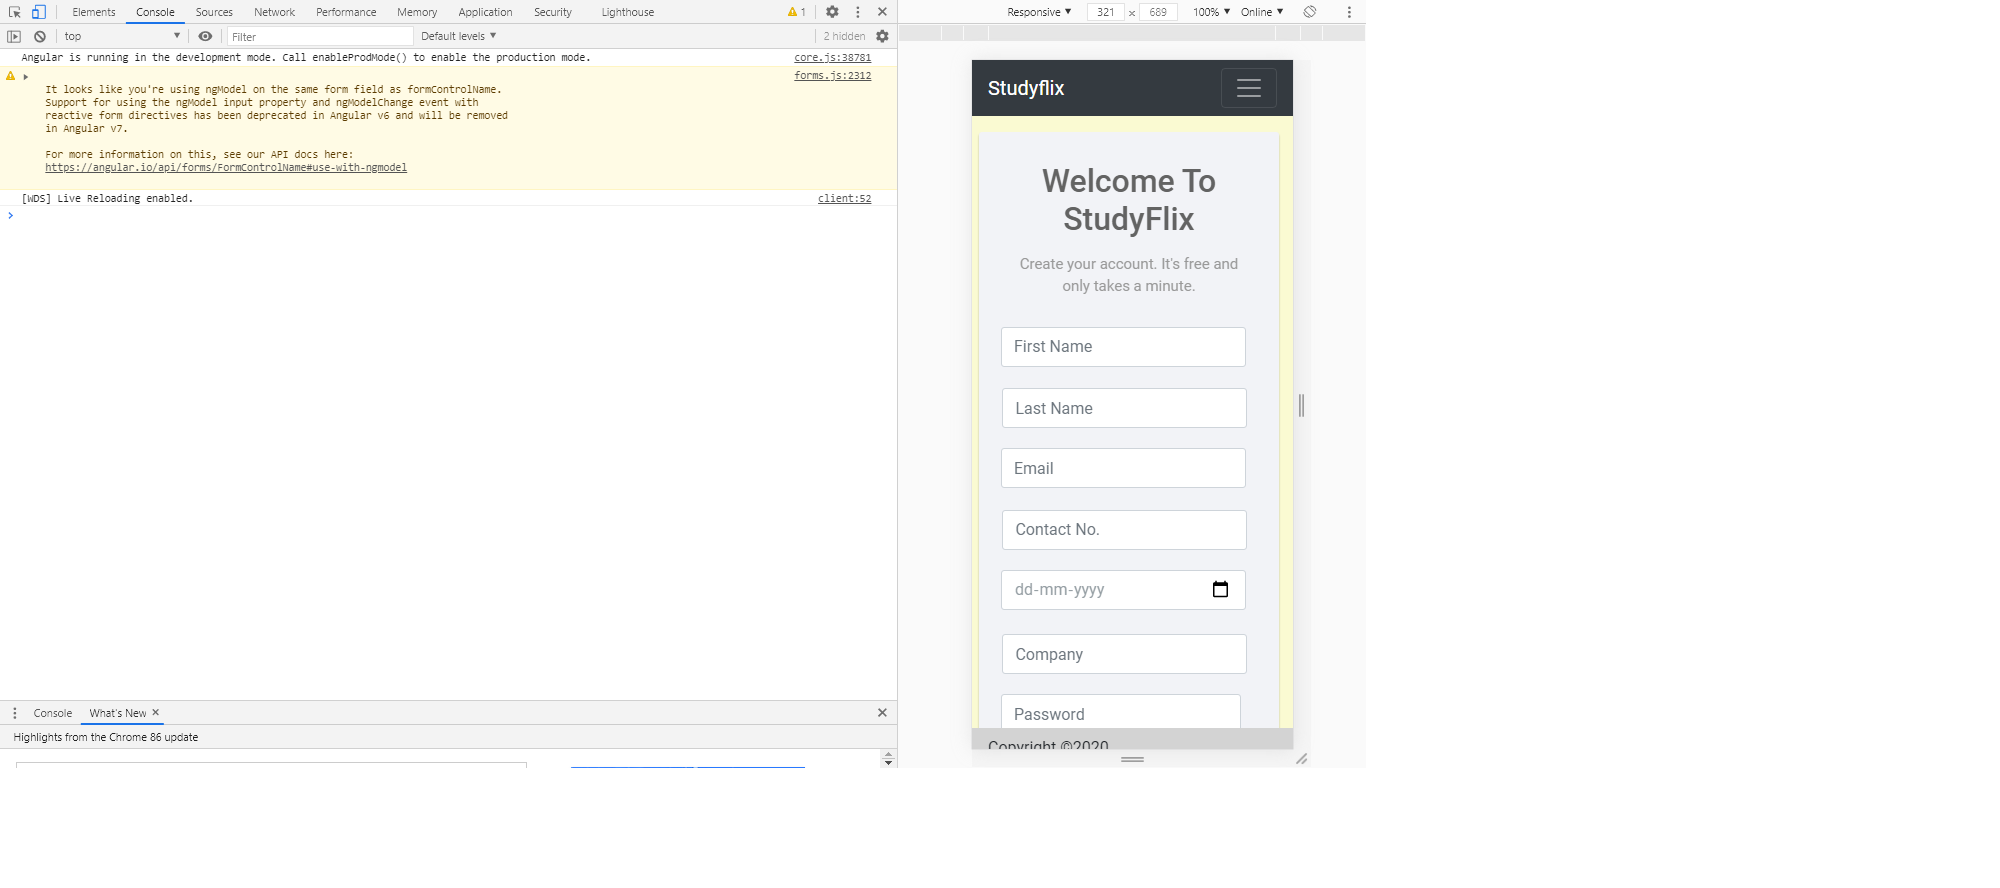 Elements Console Sources Network Performance Memory Application Security Lighthouse 1
top Filter Default levels 2 hidden
Angular is running in the development mode. Call enableProdMode() to enable the production mode. core.js:38781
forms.js:2312
It looks like you're using ngModel on the same form field as formControlName.
Support for using the ngModel input property and ngModelChange event with
reactive form directives has been deprecated in Angular v6 and will be removed
in Angular v7.
For more information on this, see our API docs here:
https://angular.io/api/forms/FormControlName#use-with-ngmodel
[WDS] Live Reloading enabled. client:52
Console What's New
Highlights from the Chrome 86 update
Responsive 321 x 689 100% Online
Studyflix
Welcome To
StudyFlix
Create your account. It's free and
only takes a minute.
First Name
Last Name
Email
Contact No.
dd-mm-yyyy
Company
Password
Copyright ©2020